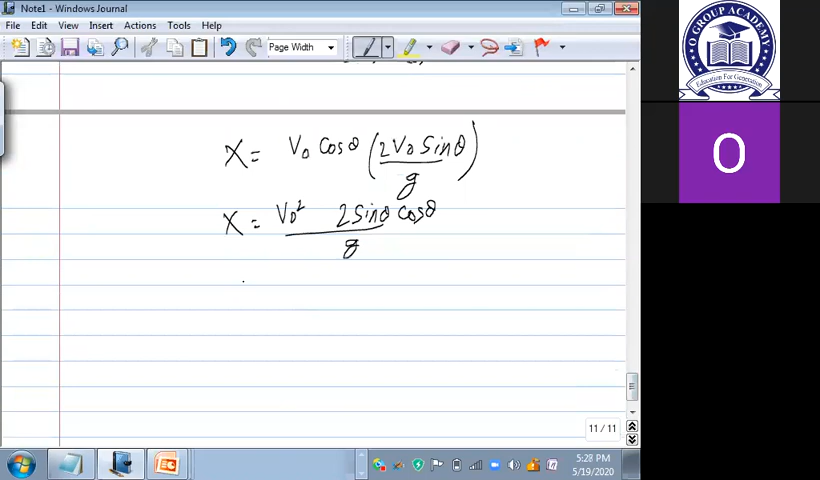 Note1 - Windows Journal
File Edit View Insert Actions Tools Help
Page Width
X = V0 Cosθ (2V0 Sinθ / g)
X = V0² 2Sinθ Cosθ / g
11 / 11
5:28 PM
5/19/2020
O GROUP ACADEMY
Education For Generation
O